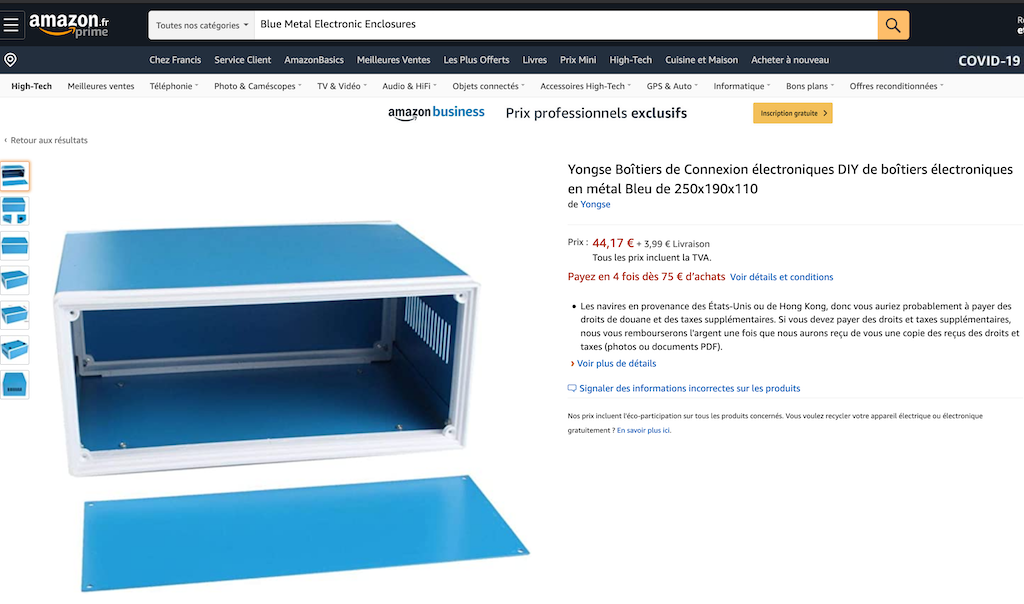 amazon.fr
prime
Toutes nos catégories
Blue Metal Electronic Enclosures
Chez Francis Service Client AmazonBasics Meilleures Ventes Les Plus Offerts Livres Prix Mini High-Tech Cuisine et Maison Acheter à nouveau COVID-19
High-Tech Meilleures ventes Téléphonie Photo & Caméscopes TV & Vidéo Audio & HiFi Objets connectés Accessoires High-Tech GPS & Auto Informatique Bons plans Offres reconditionnées
amazon business Prix professionnels exclusifs Inscription gratuite >
‹ Retour aux résultats
Yongse Boîtiers de Connexion électroniques DIY de boîtiers électroniques
en métal Bleu de 250x190x110
de Yongse
Prix : 44,17 € + 3,99 € Livraison
Tous les prix incluent la TVA.
Payez en 4 fois dès 75 € d'achats Voir détails et conditions
• Les navires en provenance des États-Unis ou de Hong Kong, donc vous auriez probablement à payer des
droits de douane et des taxes supplémentaires. Si vous devez payer des droits et taxes supplémentaires,
nous vous rembourserons l'argent une fois que nous aurons reçu de vous une copie des reçus des droits et
taxes (photos ou documents PDF).
› Voir plus de détails
Signaler des informations incorrectes sur les produits
Nos prix incluent l'éco-participation sur tous les produits concernés. Vous voulez recycler votre appareil électrique ou électronique
gratuitement ? En savoir plus ici.